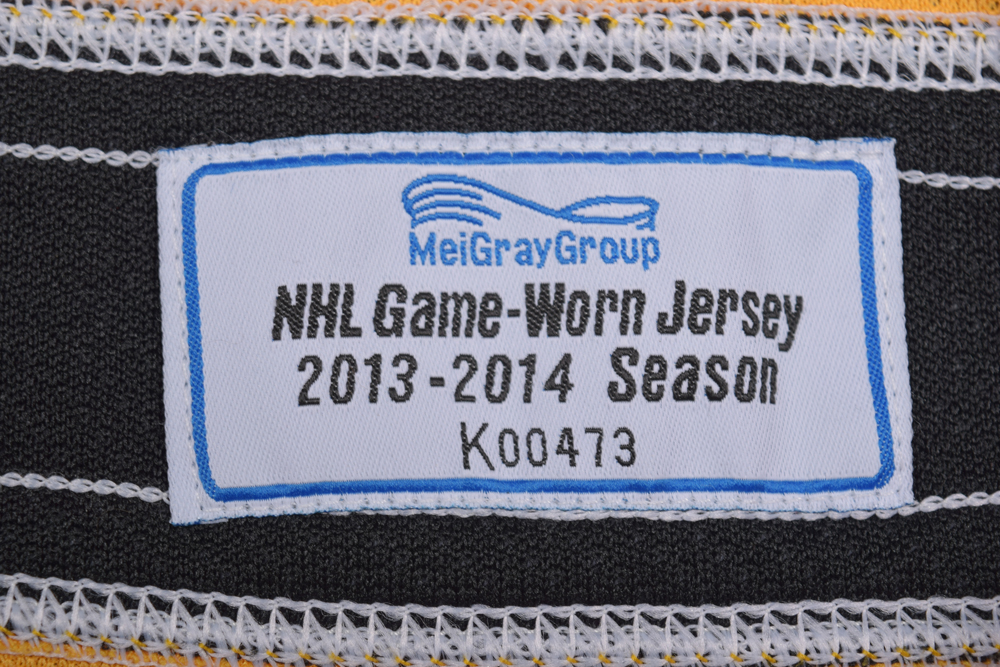 MeiGrayGroup
NHL Game-Worn Jersey
2013-2014 Season
K00473